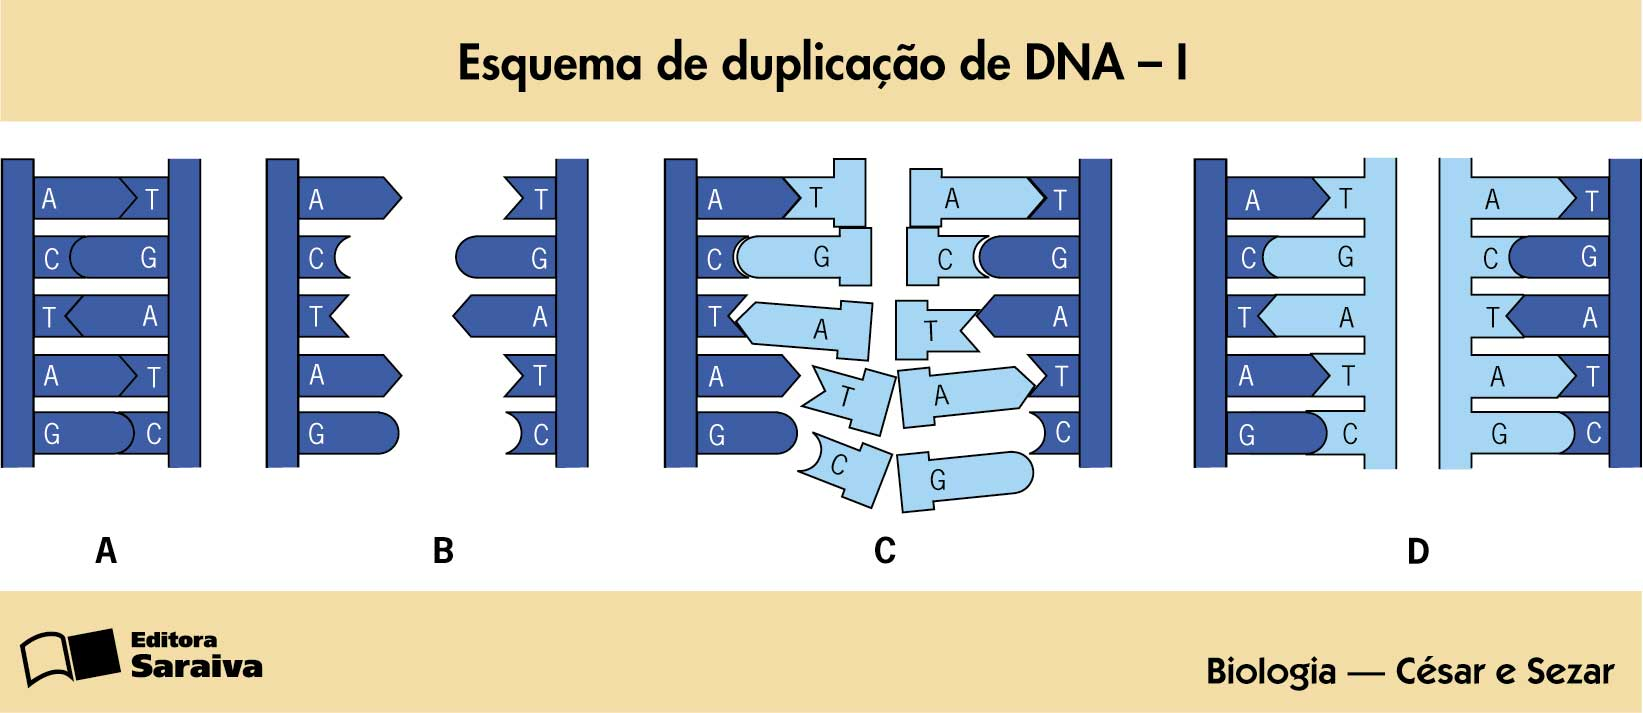 Esquema de duplicação de DNA – I
A T A T A T A T A T A T
C G C G C G C G C G C G
T A T A T A T A T A T A
A T A T A T A T A T A T
G C G C G C G C G C G C
A B C D
Editora
Saraiva
Biologia — César e Sezar